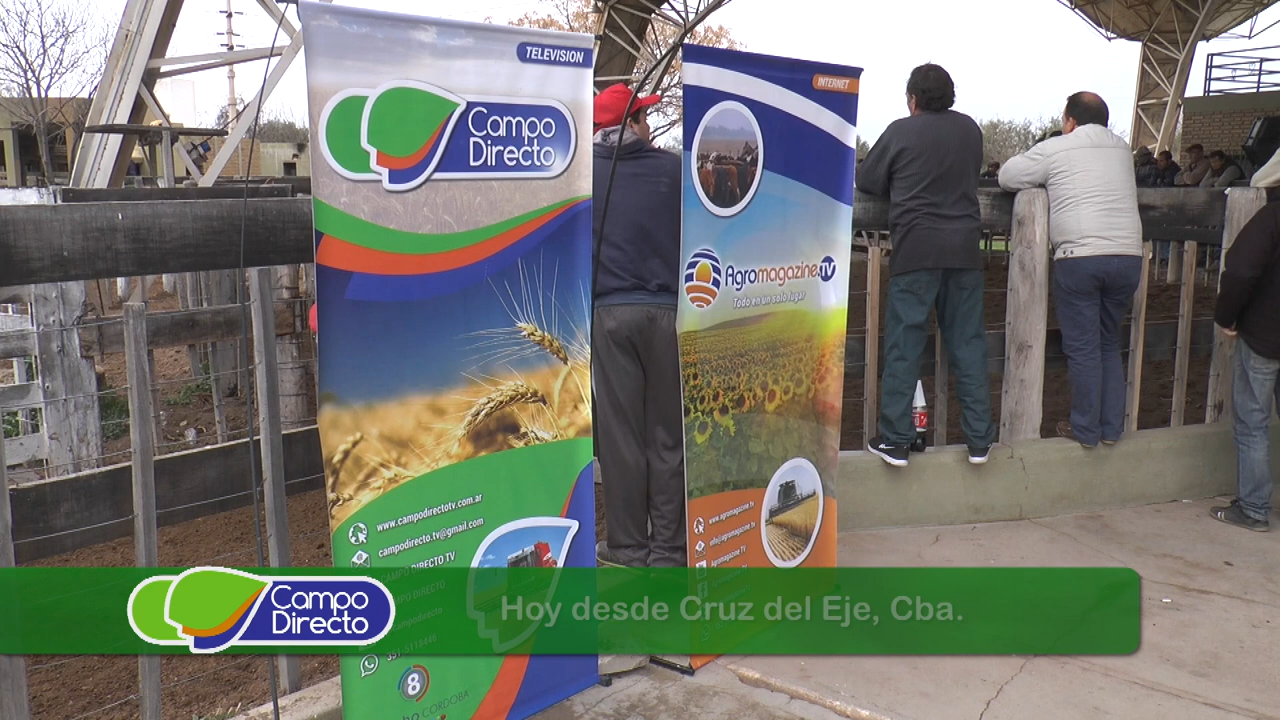 TELEVISION
Campo
Directo
www.campodirectotv.com.ar
campodirecto.tv@gmail.com
CAMPO DIRECTO TV
8
CORDOBA
INTERNET
Agromagazine.TV
Todo en un solo lugar
www.agromagazine.tv
info@agromagazine.tv
Agromagazine TV
Campo
Directo
Hoy desde Cruz del Eje, Cba.